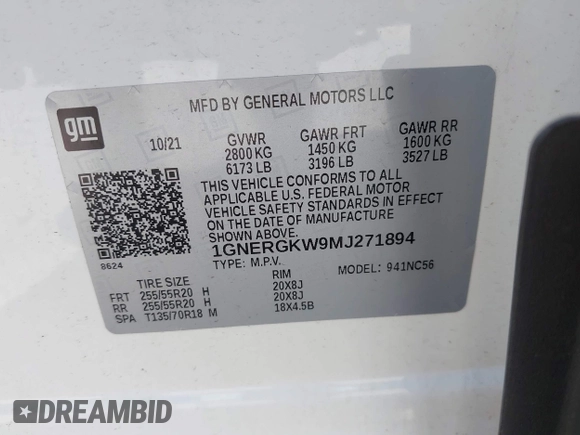 MFD BY GENERAL MOTORS LLC
gm
10/21 GVWR GAWR FRT GAWR RR
2800 KG 1450 KG 1600 KG
6173 LB 3196 LB 3527 LB
THIS VEHICLE CONFORMS TO ALL
APPLICABLE U.S. FEDERAL MOTOR
VEHICLE SAFETY STANDARDS IN EFFECT
ON THE DATE OF MANUFACTURE
SHOWN ABOVE.
1GNERGKW9MJ271894
8624
TYPE: M.P.V. MODEL: 941NC56
TIRE SIZE RIM
FRT 255/55R20 H 20X8J
RR 255/55R20 H 20X8J
SPA T135/70R18 M 18X4.5B
DREAMBID